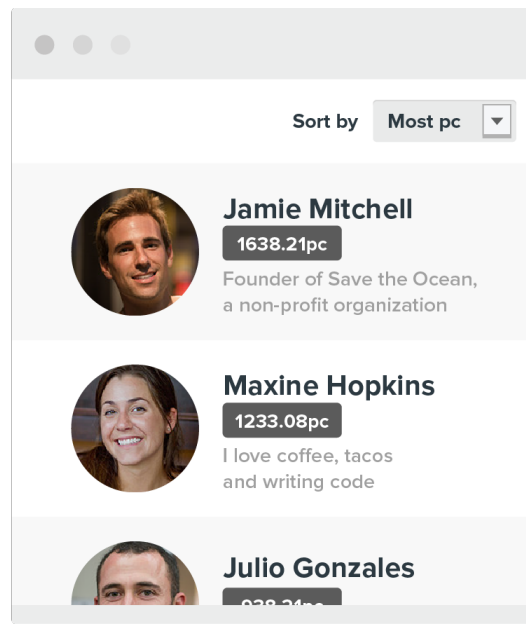 Sort by Most pc
Jamie Mitchell
1638.21pc
Founder of Save the Ocean,
a non-profit organization
Maxine Hopkins
1233.08pc
I love coffee, tacos
and writing code
Julio Gonzales